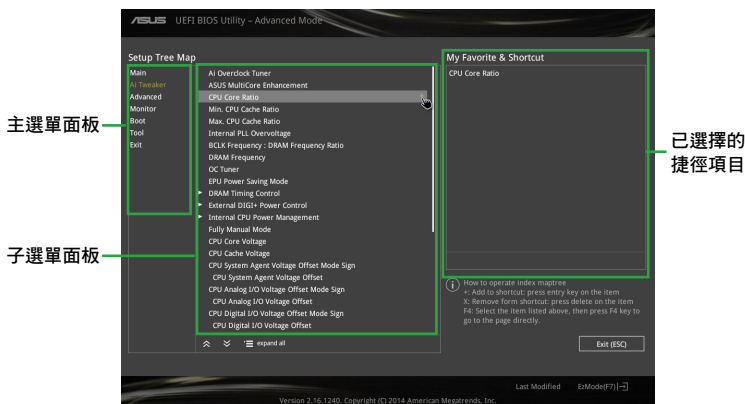 ASUS UEFI BIOS Utility – Advanced Mode
Setup Tree Map
Main
Ai Tweaker
Advanced
Monitor
Boot
Tool
Exit
Ai Overclock Tuner
ASUS MultiCore Enhancement
CPU Core Ratio
Min. CPU Cache Ratio
Max. CPU Cache Ratio
Internal PLL Overvoltage
BCLK Frequency : DRAM Frequency Ratio
DRAM Frequency
OC Tuner
EPU Power Saving Mode
DRAM Timing Control
External DIGI+ Power Control
Internal CPU Power Management
Fully Manual Mode
CPU Core Voltage
CPU Cache Voltage
CPU System Agent Voltage Offset Mode Sign
CPU System Agent Voltage Offset
CPU Analog I/O Voltage Offset Mode Sign
CPU Analog I/O Voltage Offset
CPU Digital I/O Voltage Offset Mode Sign
CPU Digital I/O Voltage Offset
expand all
My Favorite & Shortcut
CPU Core Ratio
How to operate index maptree
+: Add to shortcut: press entry key on the item
X: Remove form shortcut: press delete on the item
F4: Select the item listed above, then press F4 key to
go to the page directly.
Exit (ESC)
Last Modified EzMode(F7)
Version 2.16.1240. Copyright (C) 2014 American Megatrends, Inc.
主選單面板
子選單面板
已選擇的
捷徑項目